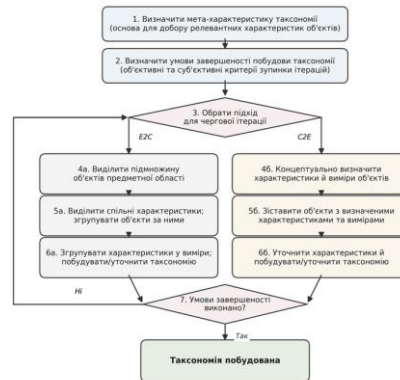 1. Визначити мета-характеристику таксономії
(основа для добору релевантних характеристик об'єктів)
2. Визначити умови завершеності побудови таксономії
(об'єктивні та суб'єктивні критерії зупинки ітерацій)
3. Обрати підхід
для чергової ітерації
E2C
C2E
4а. Виділити підмножину
об'єктів предметної області
4б. Концептуально визначити
характеристики й виміри об'єктів
5а. Виділити спільні характеристики;
згрупувати об'єкти за ними
5б. Зіставити об'єкти з визначеними
характеристиками та вимірами
6а. Згрупувати характеристики у виміри;
побудувати/уточнити таксономію
6б. Уточнити характеристики й
побудувати/уточнити таксономію
Ні
7. Умови завершеності
виконано?
Так
Таксономія побудована